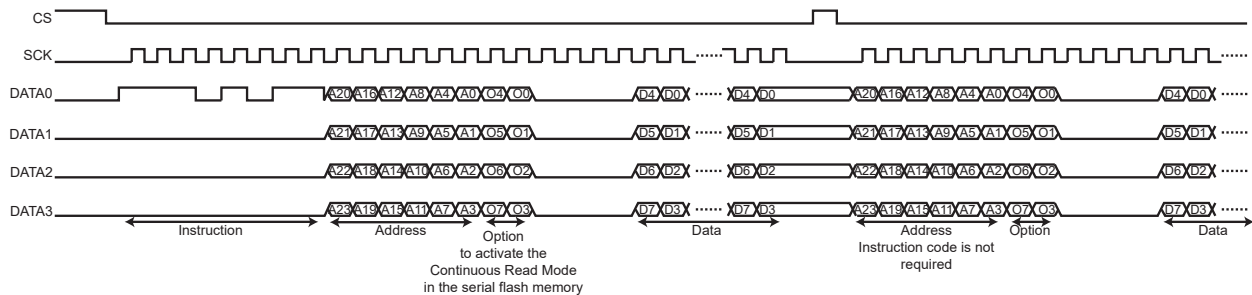 CS
SCK
DATA0 A20 A16 A12 A8 A4 A0 O4 O0 D4 D0 D4 D0 A20 A16 A12 A8 A4 A0 O4 O0 D4 D0
DATA1 A21 A17 A13 A9 A5 A1 O5 O1 D5 D1 D5 D1 A21 A17 A13 A9 A5 A1 O5 O1 D5 D1
DATA2 A22 A18 A14 A10 A6 A2 O6 O2 D6 D2 D6 D2 A22 A18 A14 A10 A6 A2 O6 O2 D6 D2
DATA3 A23 A19 A15 A11 A7 A3 O7 O3 D7 D3 D7 D3 A23 A19 A15 A11 A7 A3 O7 O3 D7 D3
Instruction Address Option Data Address Option Data
to activate the
Continuous Read Mode
in the serial flash memory
Instruction code is not
required